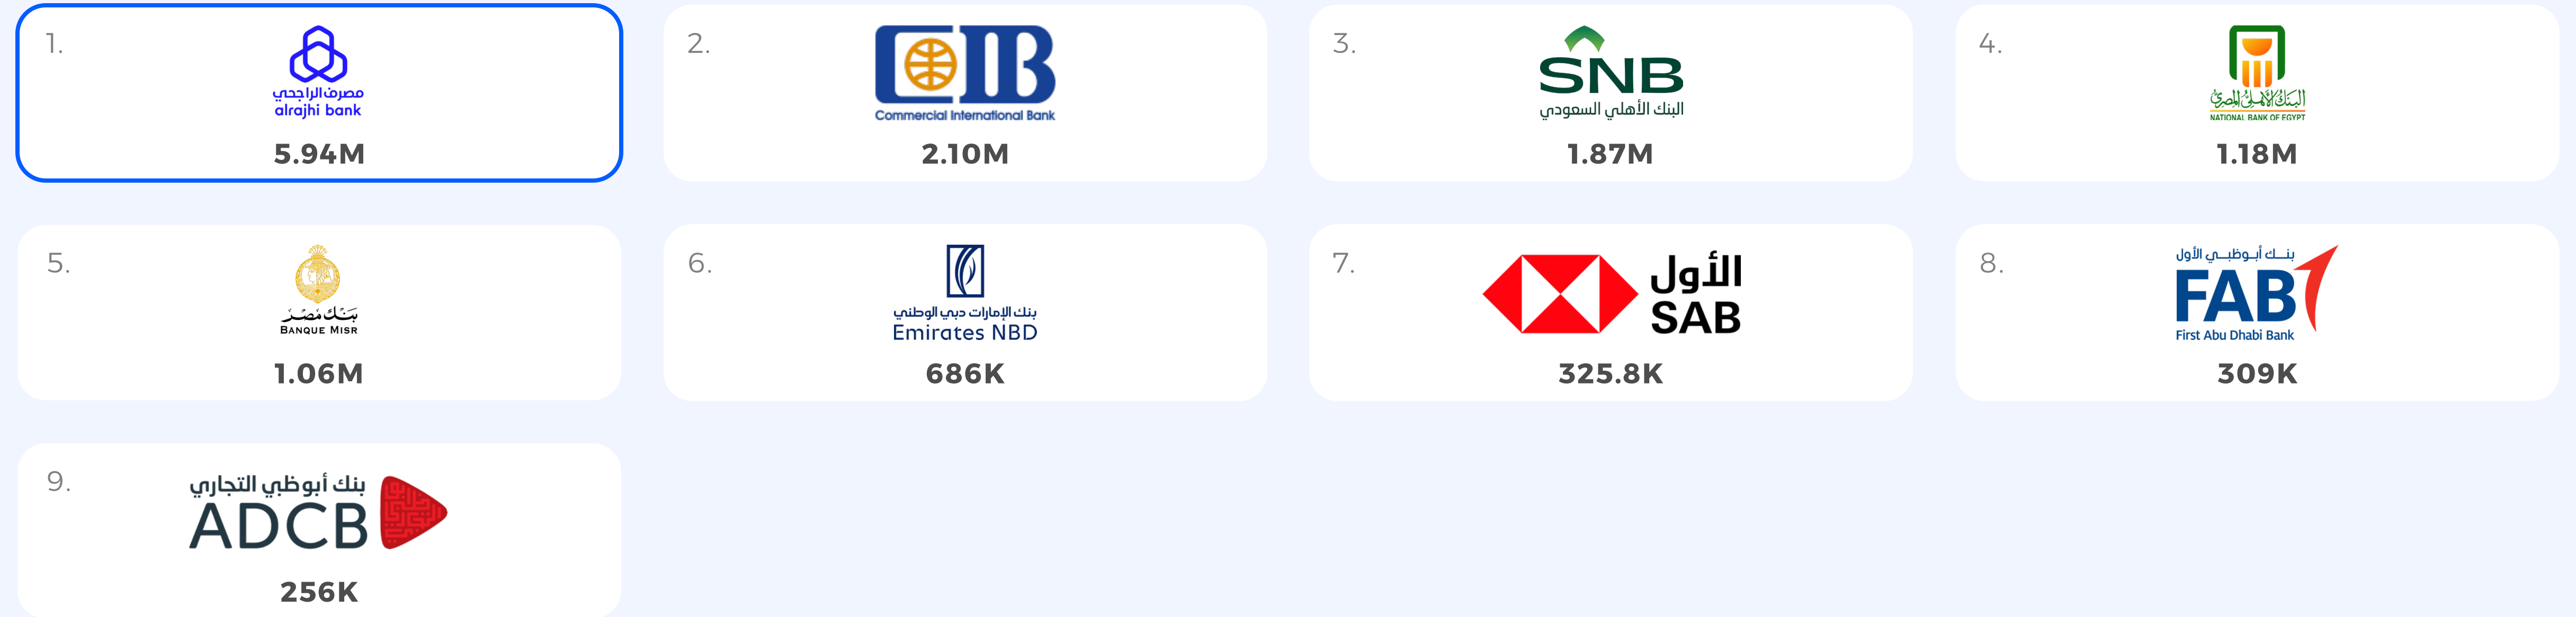 1.
مصرف الراجحي
alrajhi bank
5.94M
2.
CIB
Commercial International Bank
2.10M
3.
SNB
البنك الأهلي السعودي
1.87M
4.
البنك الأهلي المصري
NATIONAL BANK OF EGYPT
1.18M
5.
بنك مصر
BANQUE MISR
1.06M
6.
بنك الإمارات دبي الوطني
Emirates NBD
686K
7.
الأول
SAB
325.8K
8.
بنك أبوظبي الأول
FAB
First Abu Dhabi Bank
309K
9.
بنك أبوظبي التجاري
ADCB
256K